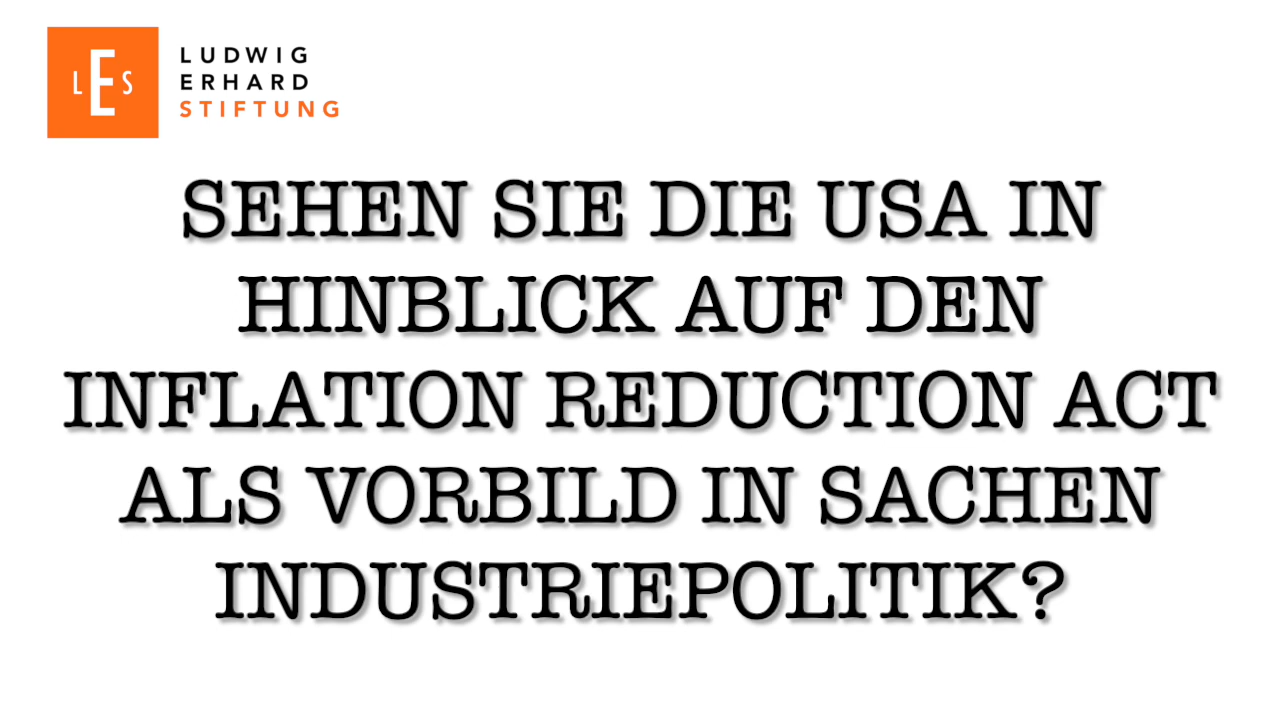 LES
LUDWIG
ERHARD
STIFTUNG
SEHEN SIE DIE USA IN
HINBLICK AUF DEN
INFLATION REDUCTION ACT
ALS VORBILD IN SACHEN
INDUSTRIEPOLITIK?